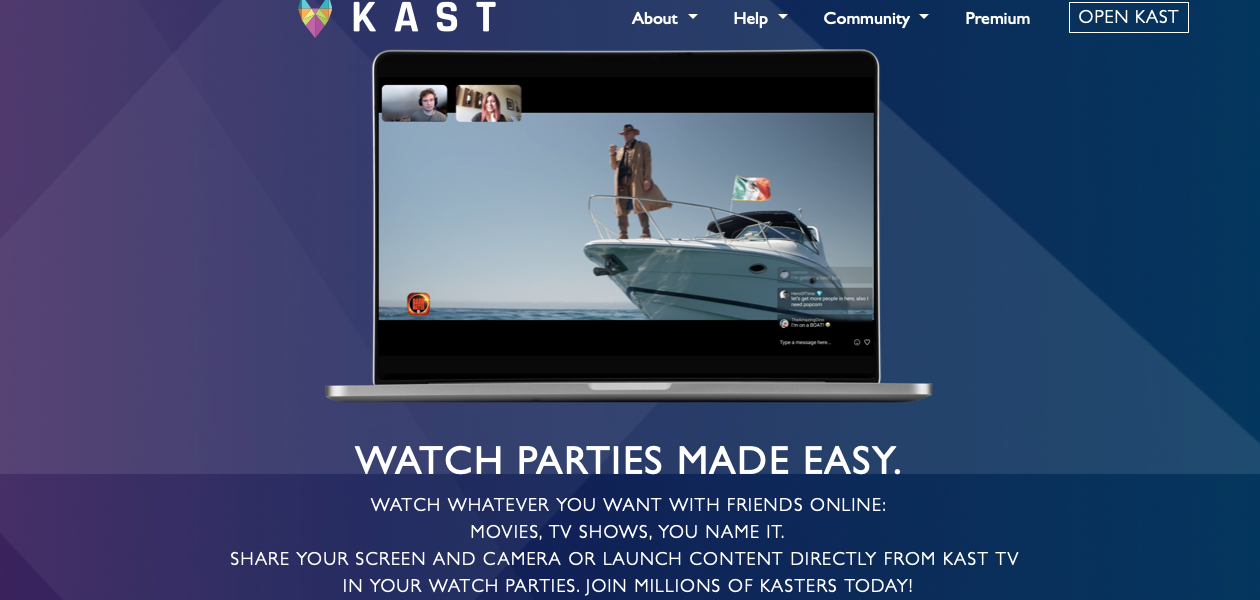 KAST
About
Help
Community
Premium
OPEN KAST
let's get more people in here, also I
need popcorn
TheAmazingDino
I'm on a BOAT!
Type a message here...
WATCH PARTIES MADE EASY.
WATCH WHATEVER YOU WANT WITH FRIENDS ONLINE:
MOVIES, TV SHOWS, YOU NAME IT.
SHARE YOUR SCREEN AND CAMERA OR LAUNCH CONTENT DIRECTLY FROM KAST TV
IN YOUR WATCH PARTIES. JOIN MILLIONS OF KASTERS TODAY!